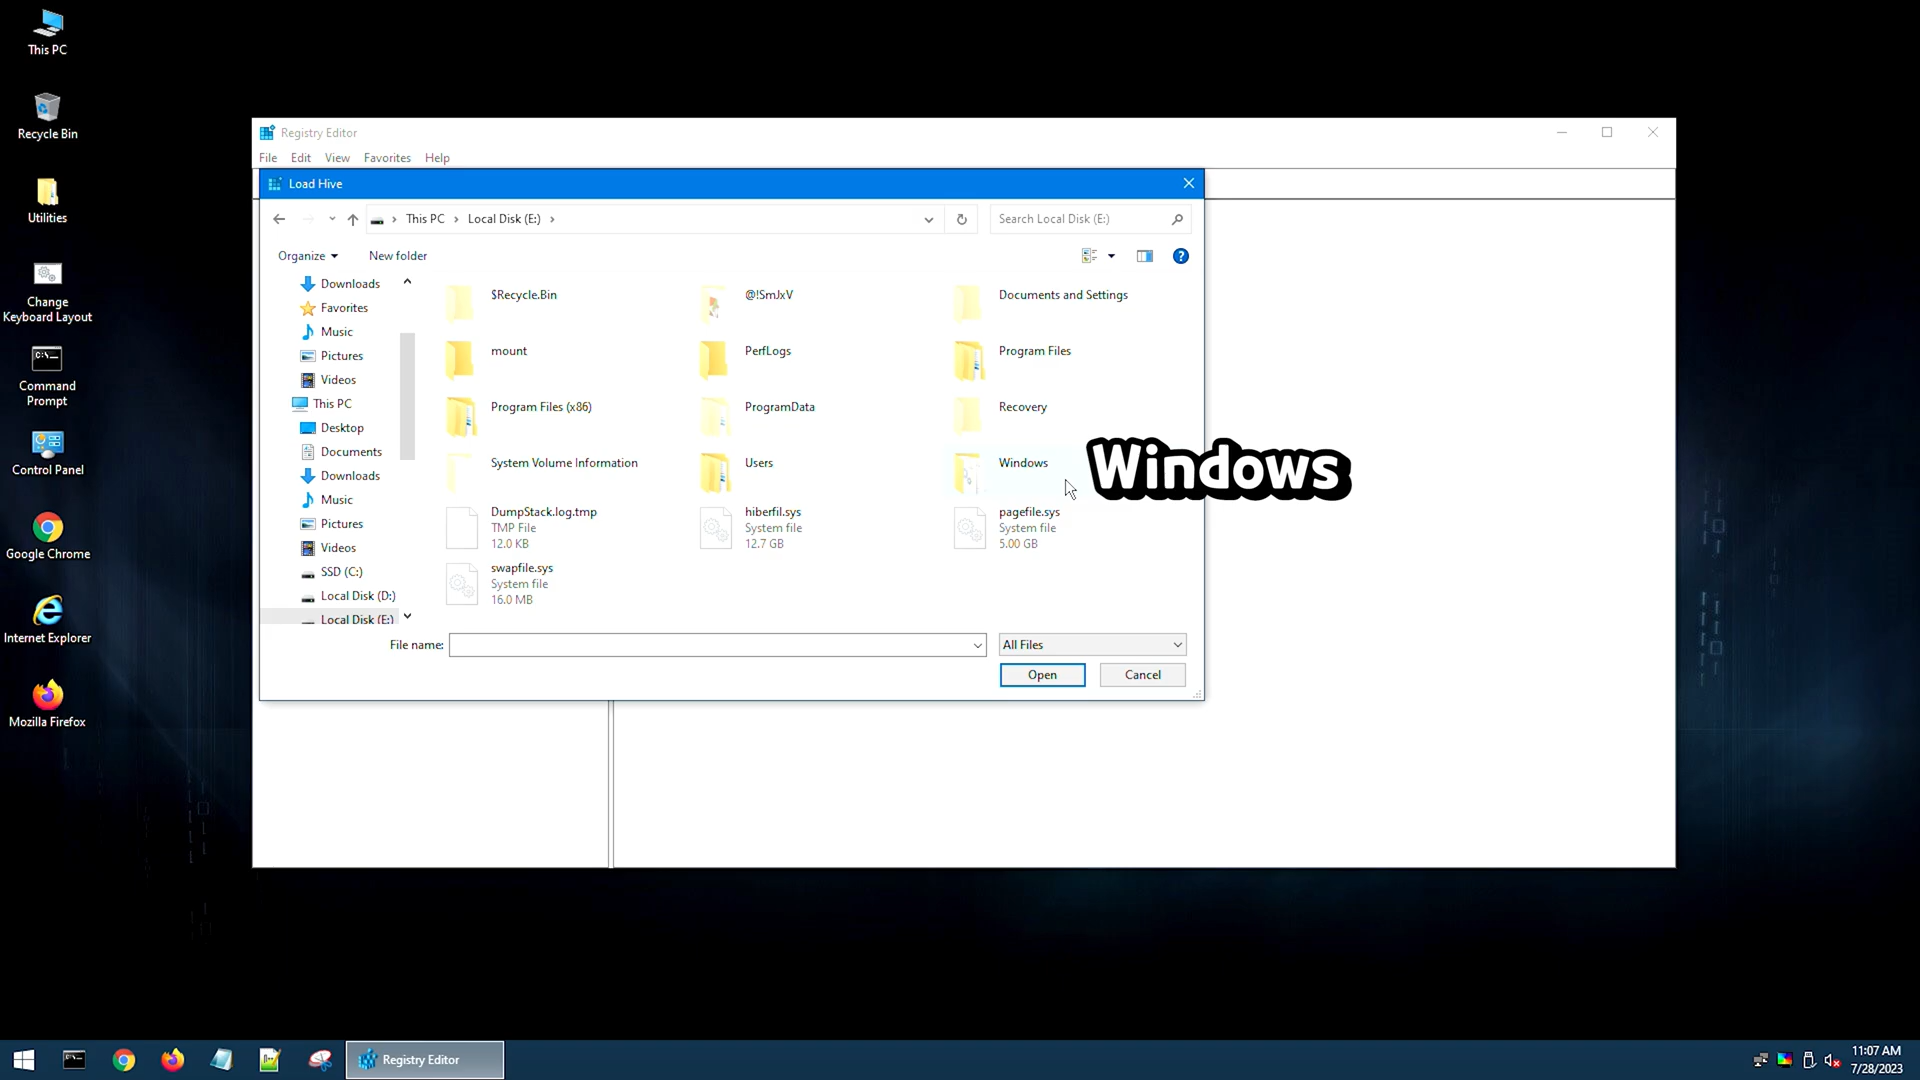 This PC
Recycle Bin
Utilities
Change
Keyboard Layout
Command
Prompt
Control Panel
Google Chrome
Internet Explorer
Mozilla Firefox
Registry Editor
File Edit View Favorites Help
Load Hive
This PC Local Disk (E:)
Search Local Disk (E:)
Organize New folder
Downloads
Favorites
Music
Pictures
Videos
This PC
Desktop
Documents
Downloads
Music
Pictures
Videos
SSD (C:)
Local Disk (D:)
Local Disk (E:)
$Recycle.Bin
@!SmJxV
Documents and Settings
mount
PerfLogs
Program Files
Program Files (x86)
ProgramData
Recovery
System Volume Information
Users
Windows
Windows
DumpStack.log.tmp
TMP File
12.0 KB
hiberfil.sys
System file
12.7 GB
pagefile.sys
System file
5.00 GB
swapfile.sys
System file
16.0 MB
File name:
All Files
Open
Cancel
Registry Editor
11:07 AM
7/28/2023